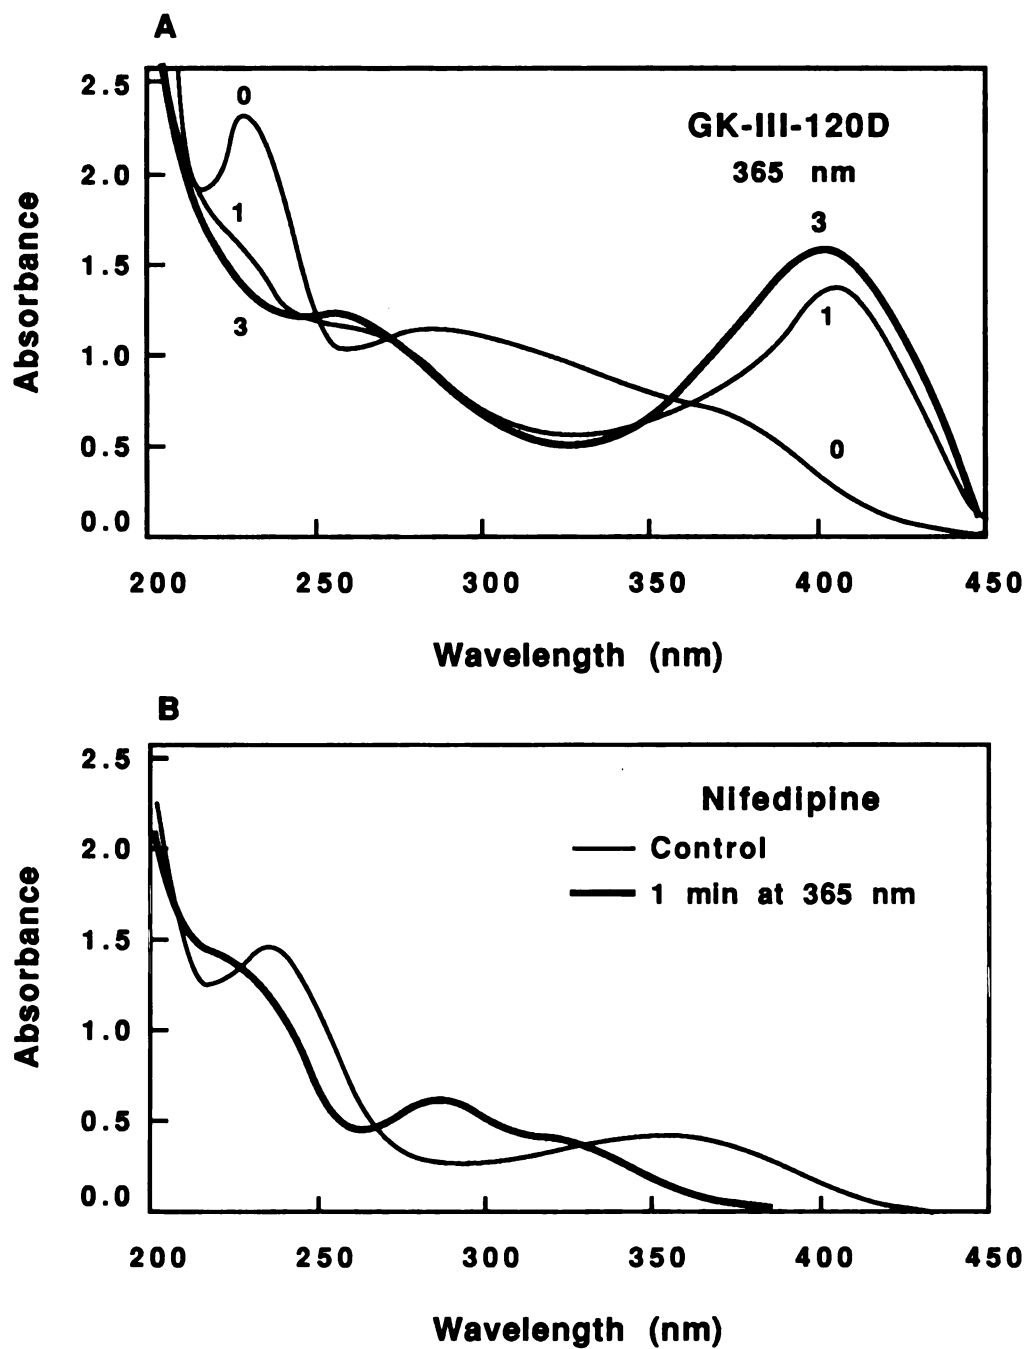 A
2.5
2.0
1.5
1.0
0.5
0.0
Absorbance
0
1
3
GK-III-120D
365 nm
3
1
0
200 250 300 350 400 450
Wavelength (nm)
B
2.5
2.0
1.5
1.0
0.5
0.0
Absorbance
Nifedipine
Control
1 min at 365 nm
200 250 300 350 400 450
Wavelength (nm)